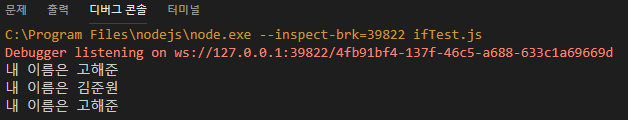 문제 출력 디버그 콘솔 터미널
C:\Program Files\nodejs\node.exe --inspect-brk=39822 ifTest.js
Debugger listening on ws://127.0.0.1:39822/4fb91bf4-137f-46c5-a688-633c1a69669d
내 이름은 고해준
내 이름은 김준원
내 이름은 고해준